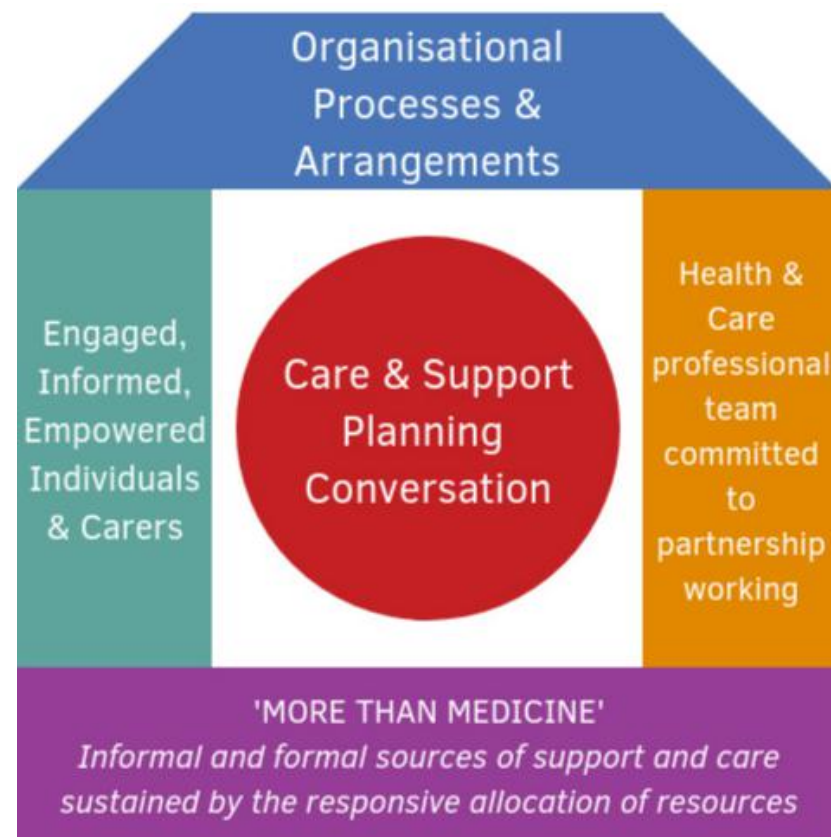 Organisational
Processes &
Arrangements
Engaged,
Informed,
Empowered
Individuals
& Carers
Care & Support
Planning
Conversation
Health &
Care
professional
team
committed
to
partnership
working
'MORE THAN MEDICINE'
Informal and formal sources of support and care
sustained by the responsive allocation of resources